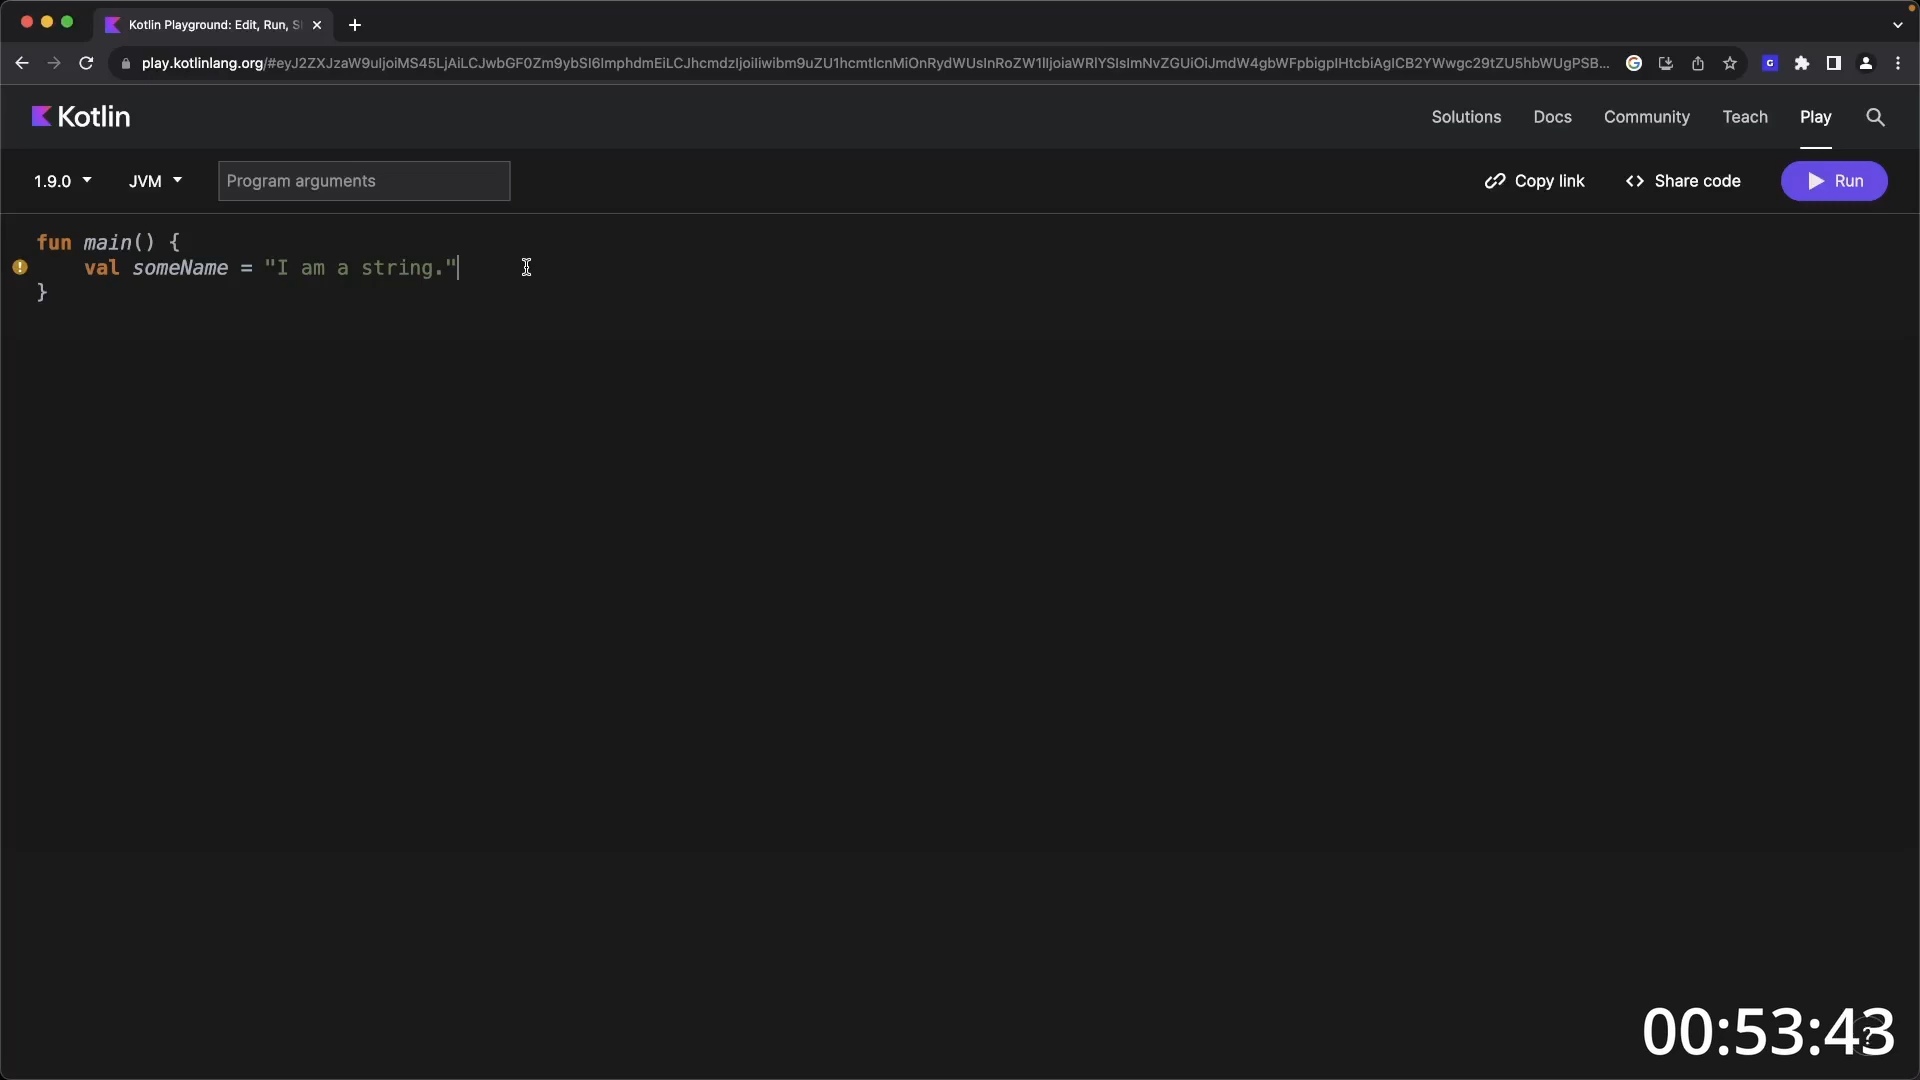 Kotlin Playground: Edit, Run, S
play.kotlinlang.org/#eyJ2ZXJzaW9uIjoiMS45LjAiLCJwbGF0Zm9ybSI6ImphdmEiLCJhcmdzIjoiIiwibm9uZU1hcmtlcnMiOnRydWUsInRoZW1lIjoiaWRlYSIsImNvZGUiOiJmdW4gbWFpbigpIHtcbiAgICB2YWwgc29tZU5hbWUgPSB...
Kotlin
Solutions
Docs
Community
Teach
Play
1.9.0
JVM
Program arguments
Copy link
Share code
Run
fun main() {
val someName = "I am a string."
}
00:53:43